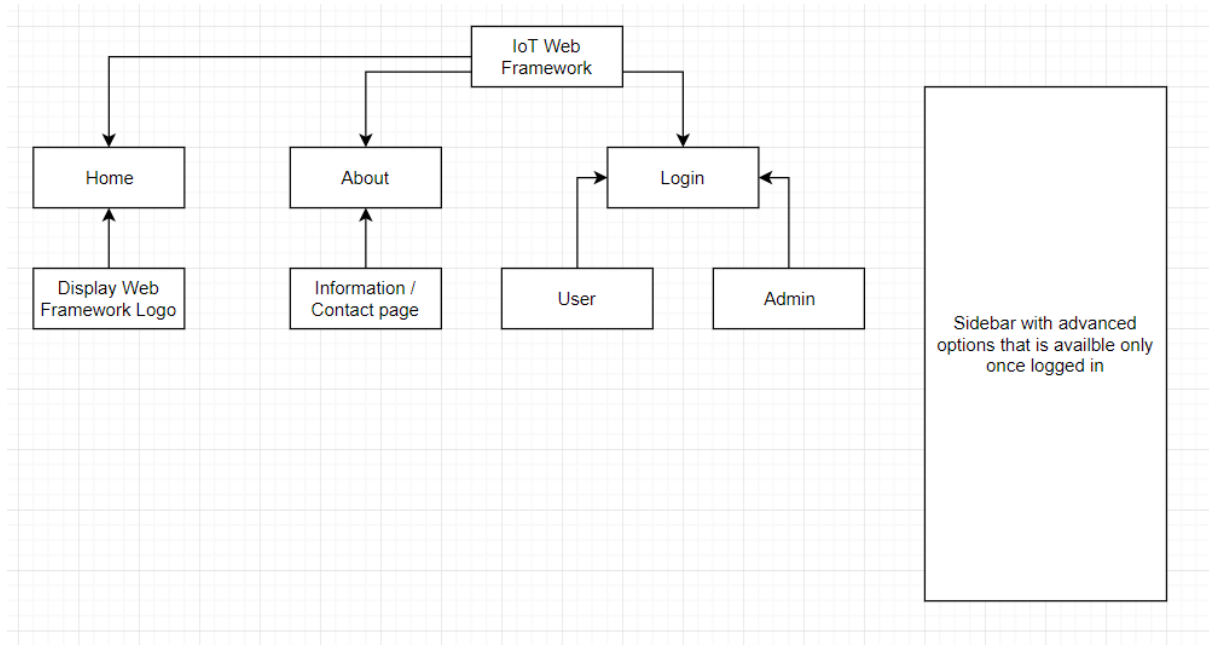 IoT Web
Framework
Home
About
Login
Display Web
Framework Logo
Information /
Contact page
User
Admin
Sidebar with advanced
options that is availble only
once logged in